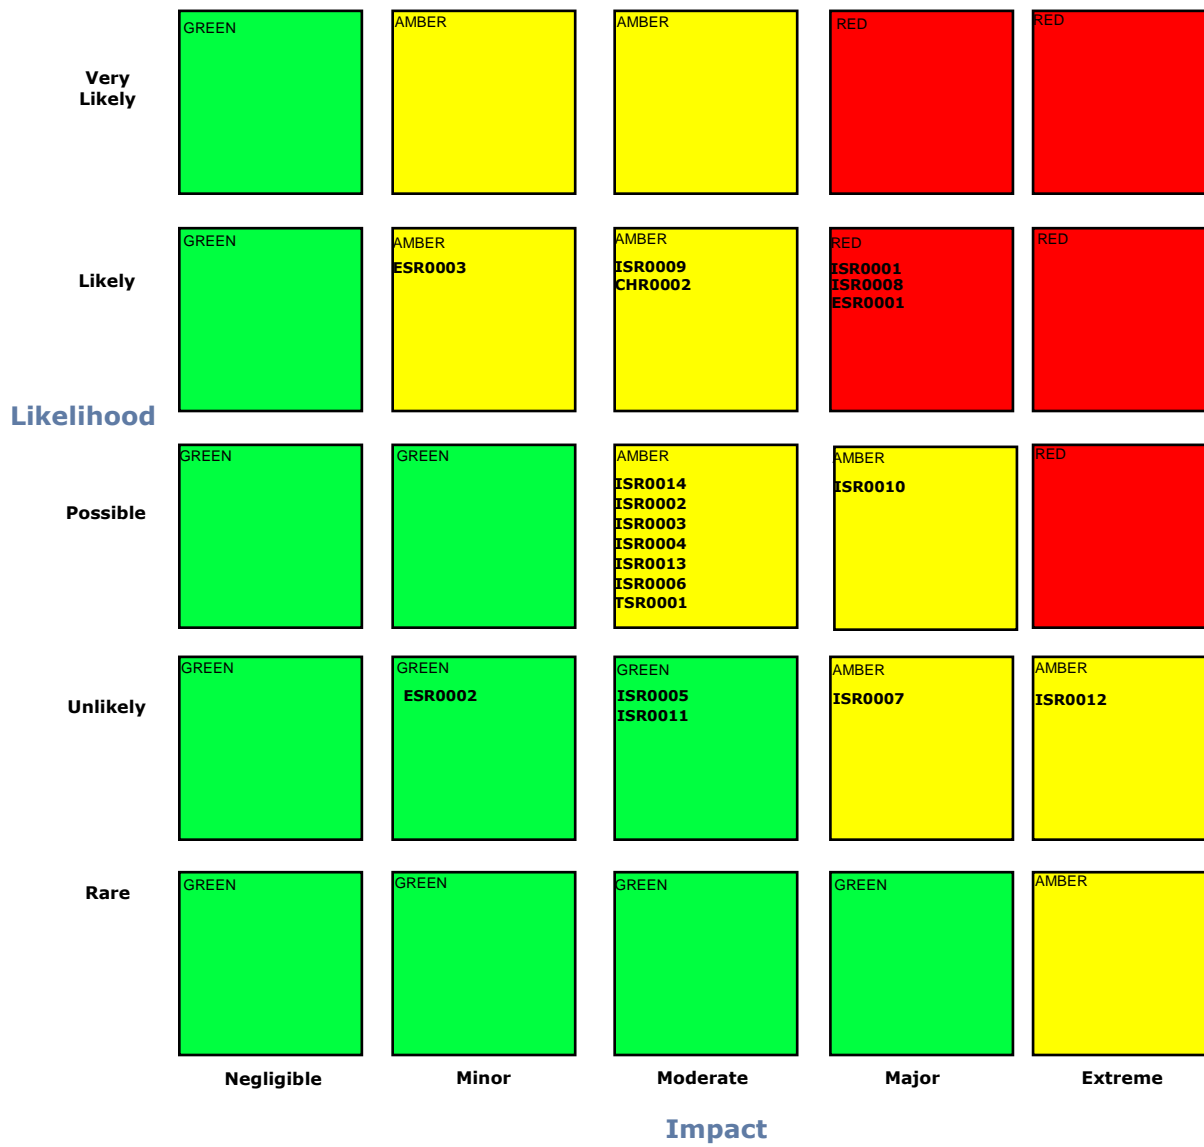 GREEN
AMBER
AMBER
RED
RED
Very
Likely
GREEN
AMBER
AMBER
RED
RED
Likely
ESR0003
ISR0009
CHR0002
ISR0001
ISR0008
ESR0001
Likelihood
GREEN
GREEN
AMBER
AMBER
RED
Possible
ISR0014
ISR0002
ISR0003
ISR0004
ISR0013
ISR0006
TSR0001
ISR0010
GREEN
GREEN
GREEN
AMBER
AMBER
Unlikely
ESR0002
ISR0005
ISR0011
ISR0007
ISR0012
Rare
GREEN
GREEN
GREEN
GREEN
AMBER
Negligible
Minor
Moderate
Major
Extreme
Impact